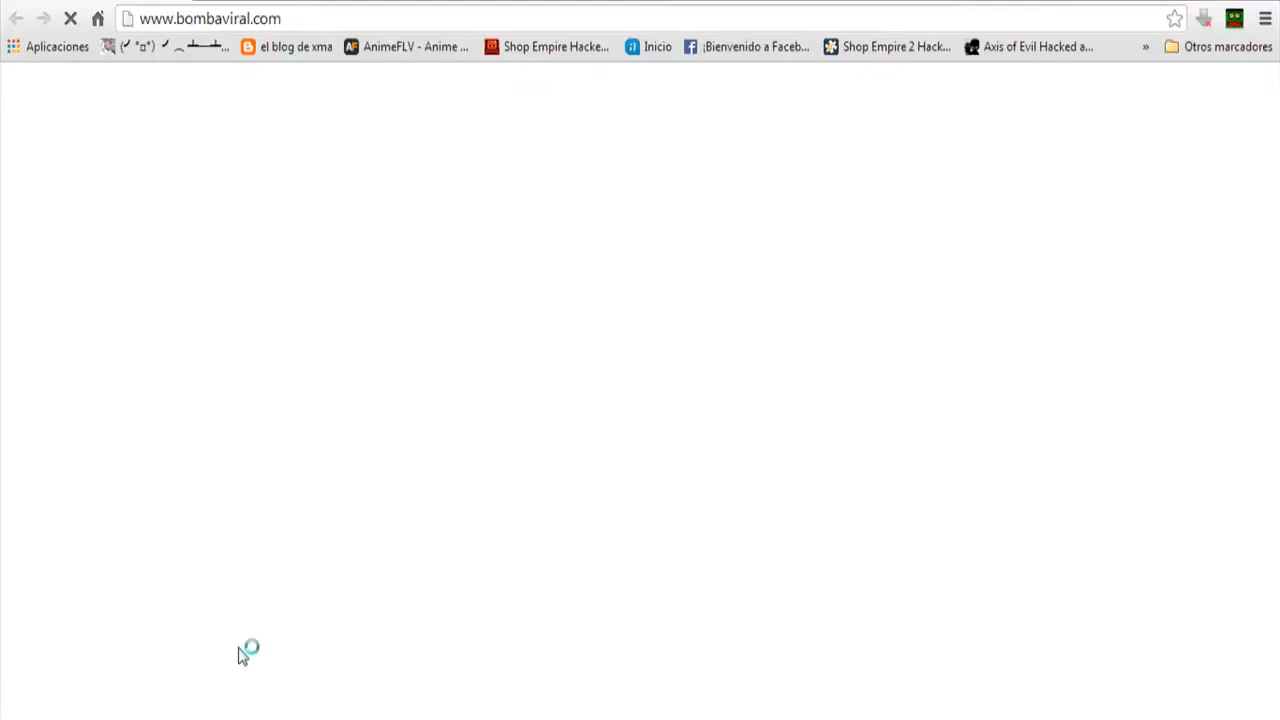 www.bombaviral.com
Aplicaciones (╯°□°)╯︵ ┻━┻... el blog de xma AnimeFLV - Anime ... Shop Empire Hacke... Inicio ¡Bienvenido a Faceb... Shop Empire 2 Hack... Axis of Evil Hacked a... » Otros marcadores